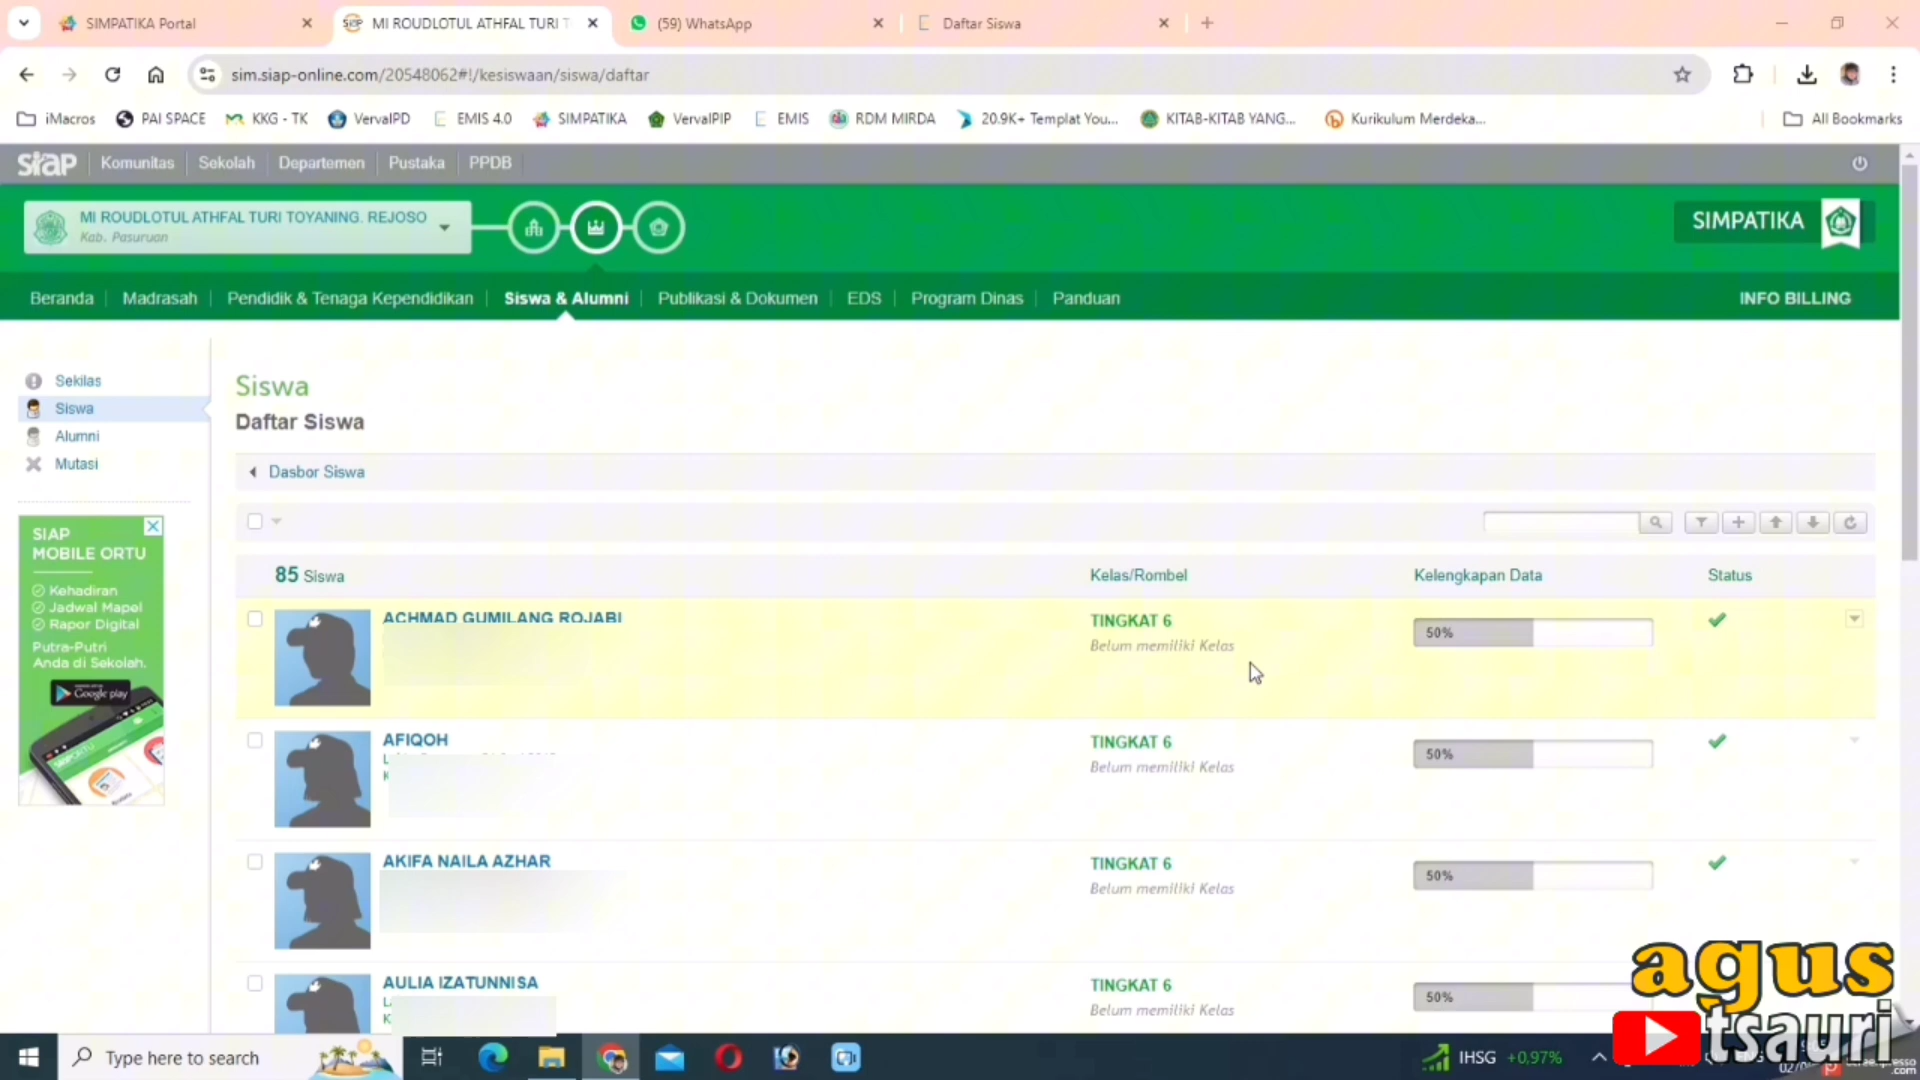 SIMPATIKA Portal
MI ROUDLOTUL ATHFAL TURI T
(59) WhatsApp
Daftar Siswa
sim.siap-online.com/20548062#!/kesiswaan/siswa/daftar
iMacros
PAI SPACE
KKG - TK
VervalPD
EMIS 4.0
SIMPATIKA
VervalPIP
EMIS
RDM MIRDA
20.9K+ Templat You...
KITAB-KITAB YANG...
Kurikulum Merdeka...
All Bookmarks
siap
Komunitas
Sekolah
Departemen
Pustaka
PPDB
MI ROUDLOTUL ATHFAL TURI TOYANING. REJOSO
Kab. Pasuruan
SIMPATIKA
Beranda
Madrasah
Pendidik & Tenaga Kependidikan
Siswa & Alumni
Publikasi & Dokumen
EDS
Program Dinas
Panduan
INFO BILLING
Sekilas
Siswa
Alumni
Mutasi
Siswa
Daftar Siswa
Dasbor Siswa
SIAP
MOBILE ORTU
Kehadiran
Jadwal Mapel
Rapor Digital
Putra-Putri
Anda di Sekolah.
Google play
85 Siswa
Kelas/Rombel
Kelengkapan Data
Status
ACHMAD GUMILANG ROJABI
TINGKAT 6
Belum memiliki Kelas
50%
AFIQOH
TINGKAT 6
Belum memiliki Kelas
50%
AKIFA NAILA AZHAR
TINGKAT 6
Belum memiliki Kelas
50%
AULIA IZATUNNISA
TINGKAT 6
Belum memiliki Kelas
50%
agus
tsauri
Type here to search
IHSG +0,97%